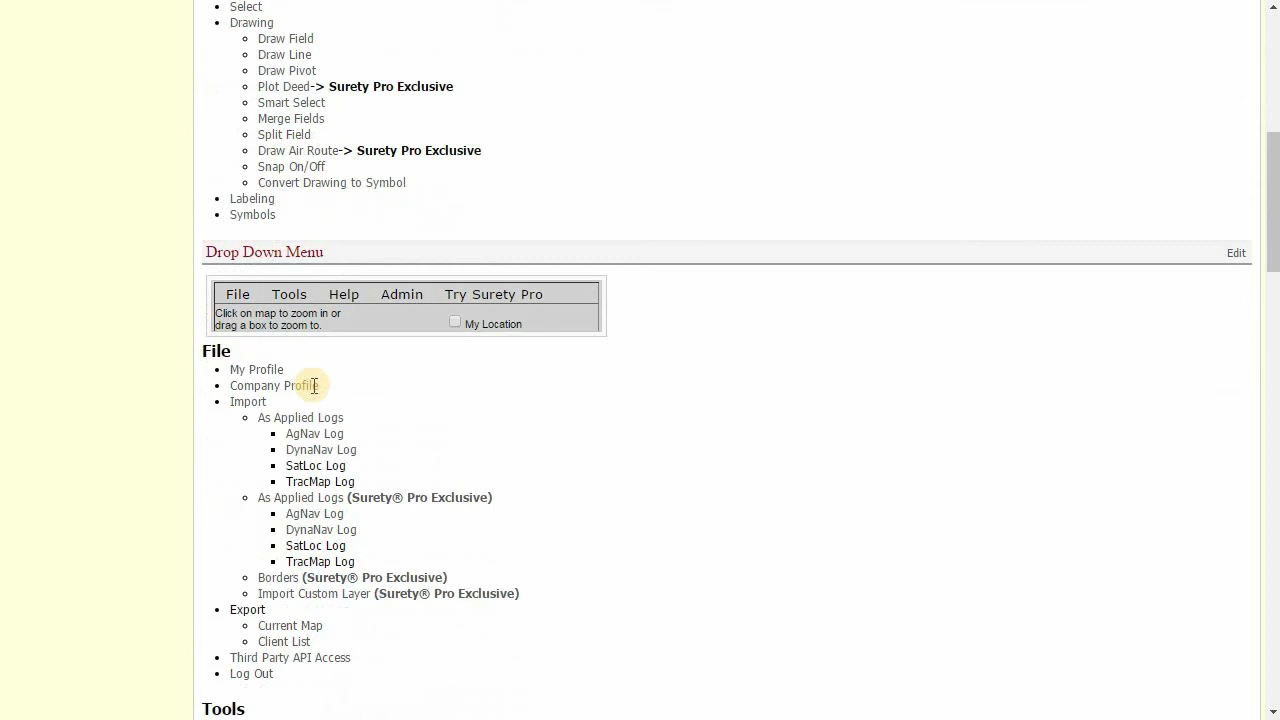 Select
Drawing
Draw Field
Draw Line
Draw Pivot
Plot Deed-> Surety Pro Exclusive
Smart Select
Merge Fields
Split Field
Draw Air Route-> Surety Pro Exclusive
Snap On/Off
Convert Drawing to Symbol
Labeling
Symbols
Drop Down Menu Edit
File Tools Help Admin Try Surety Pro
Click on map to zoom in or
drag a box to zoom to. My Location
File
My Profile
Company Profile
Import
As Applied Logs
AgNav Log
DynaNav Log
SatLoc Log
TracMap Log
As Applied Logs (Surety® Pro Exclusive)
AgNav Log
DynaNav Log
SatLoc Log
TracMap Log
Borders (Surety® Pro Exclusive)
Import Custom Layer (Surety® Pro Exclusive)
Export
Current Map
Client List
Third Party API Access
Log Out
Tools